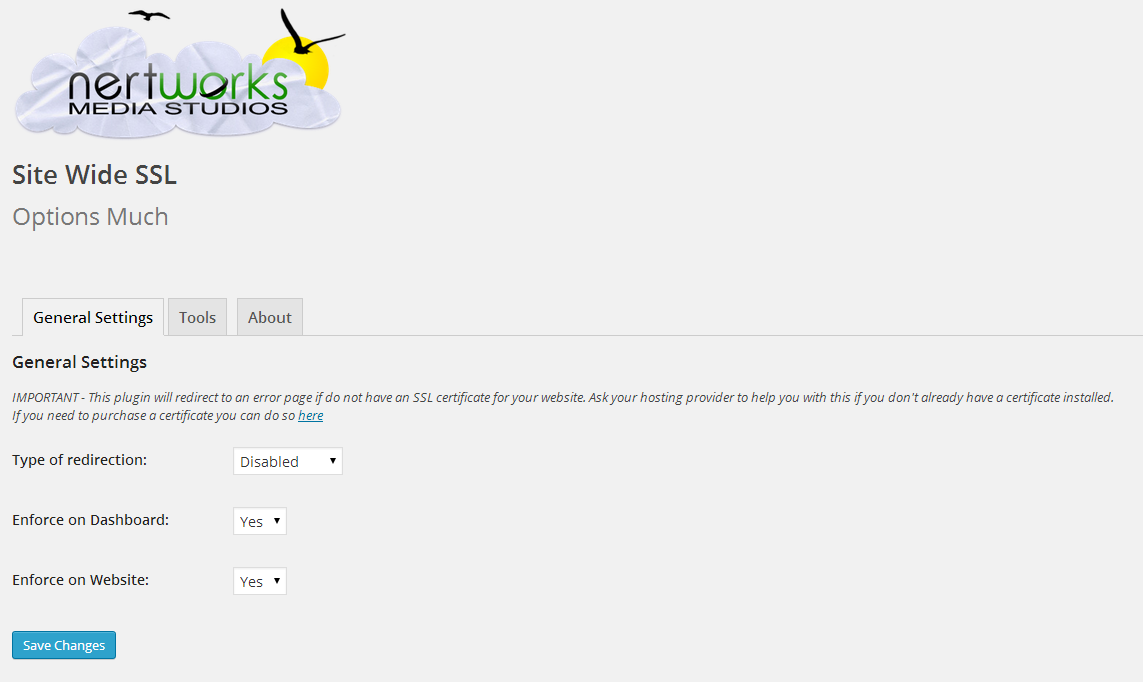 nertworks
MEDIA STUDIOS
Site Wide SSL
Options Much
General Settings Tools About
General Settings
IMPORTANT - This plugin will redirect to an error page if do not have an SSL certificate for your website. Ask your hosting provider to help you with this if you don't already have a certificate installed.
If you need to purchase a certificate you can do so here
Type of redirection: Disabled
Enforce on Dashboard: Yes
Enforce on Website: Yes
Save Changes